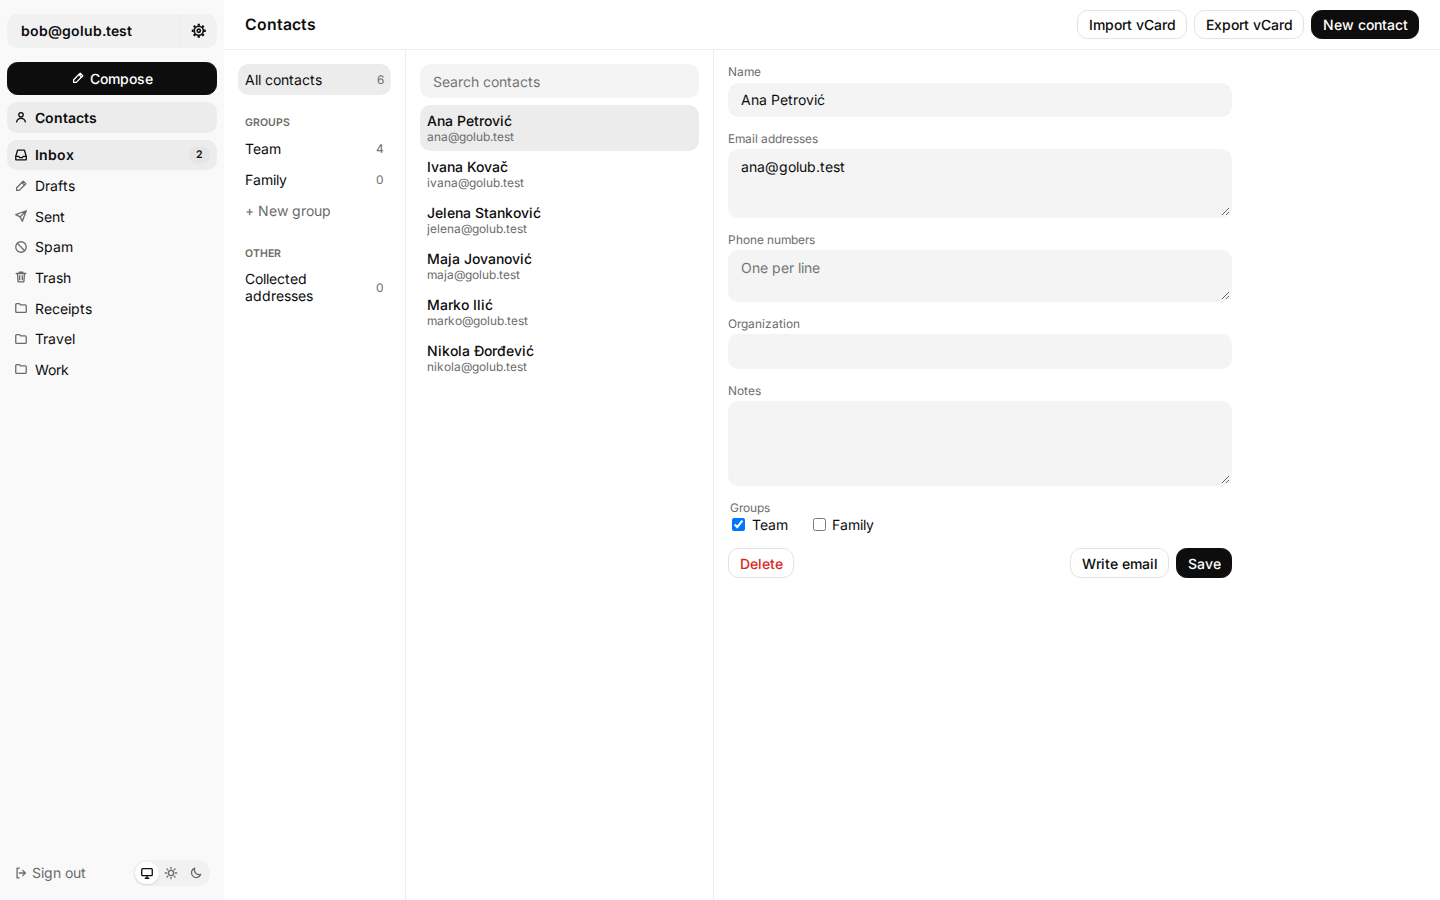 bob@golub.test
Compose
Contacts
Inbox 2
Drafts
Sent
Spam
Trash
Receipts
Travel
Work
Sign out
Contacts
Import vCard Export vCard New contact
All contacts 6
GROUPS
Team 4
Family 0
+ New group
OTHER
Collected
addresses 0
Search contacts
Ana Petrović
ana@golub.test
Ivana Kovač
ivana@golub.test
Jelena Stanković
jelena@golub.test
Maja Jovanović
maja@golub.test
Marko Ilić
marko@golub.test
Nikola Đorđević
nikola@golub.test
Name
Ana Petrović
Email addresses
ana@golub.test
Phone numbers
One per line
Organization
Notes
Groups
Team Family
Delete Write email Save